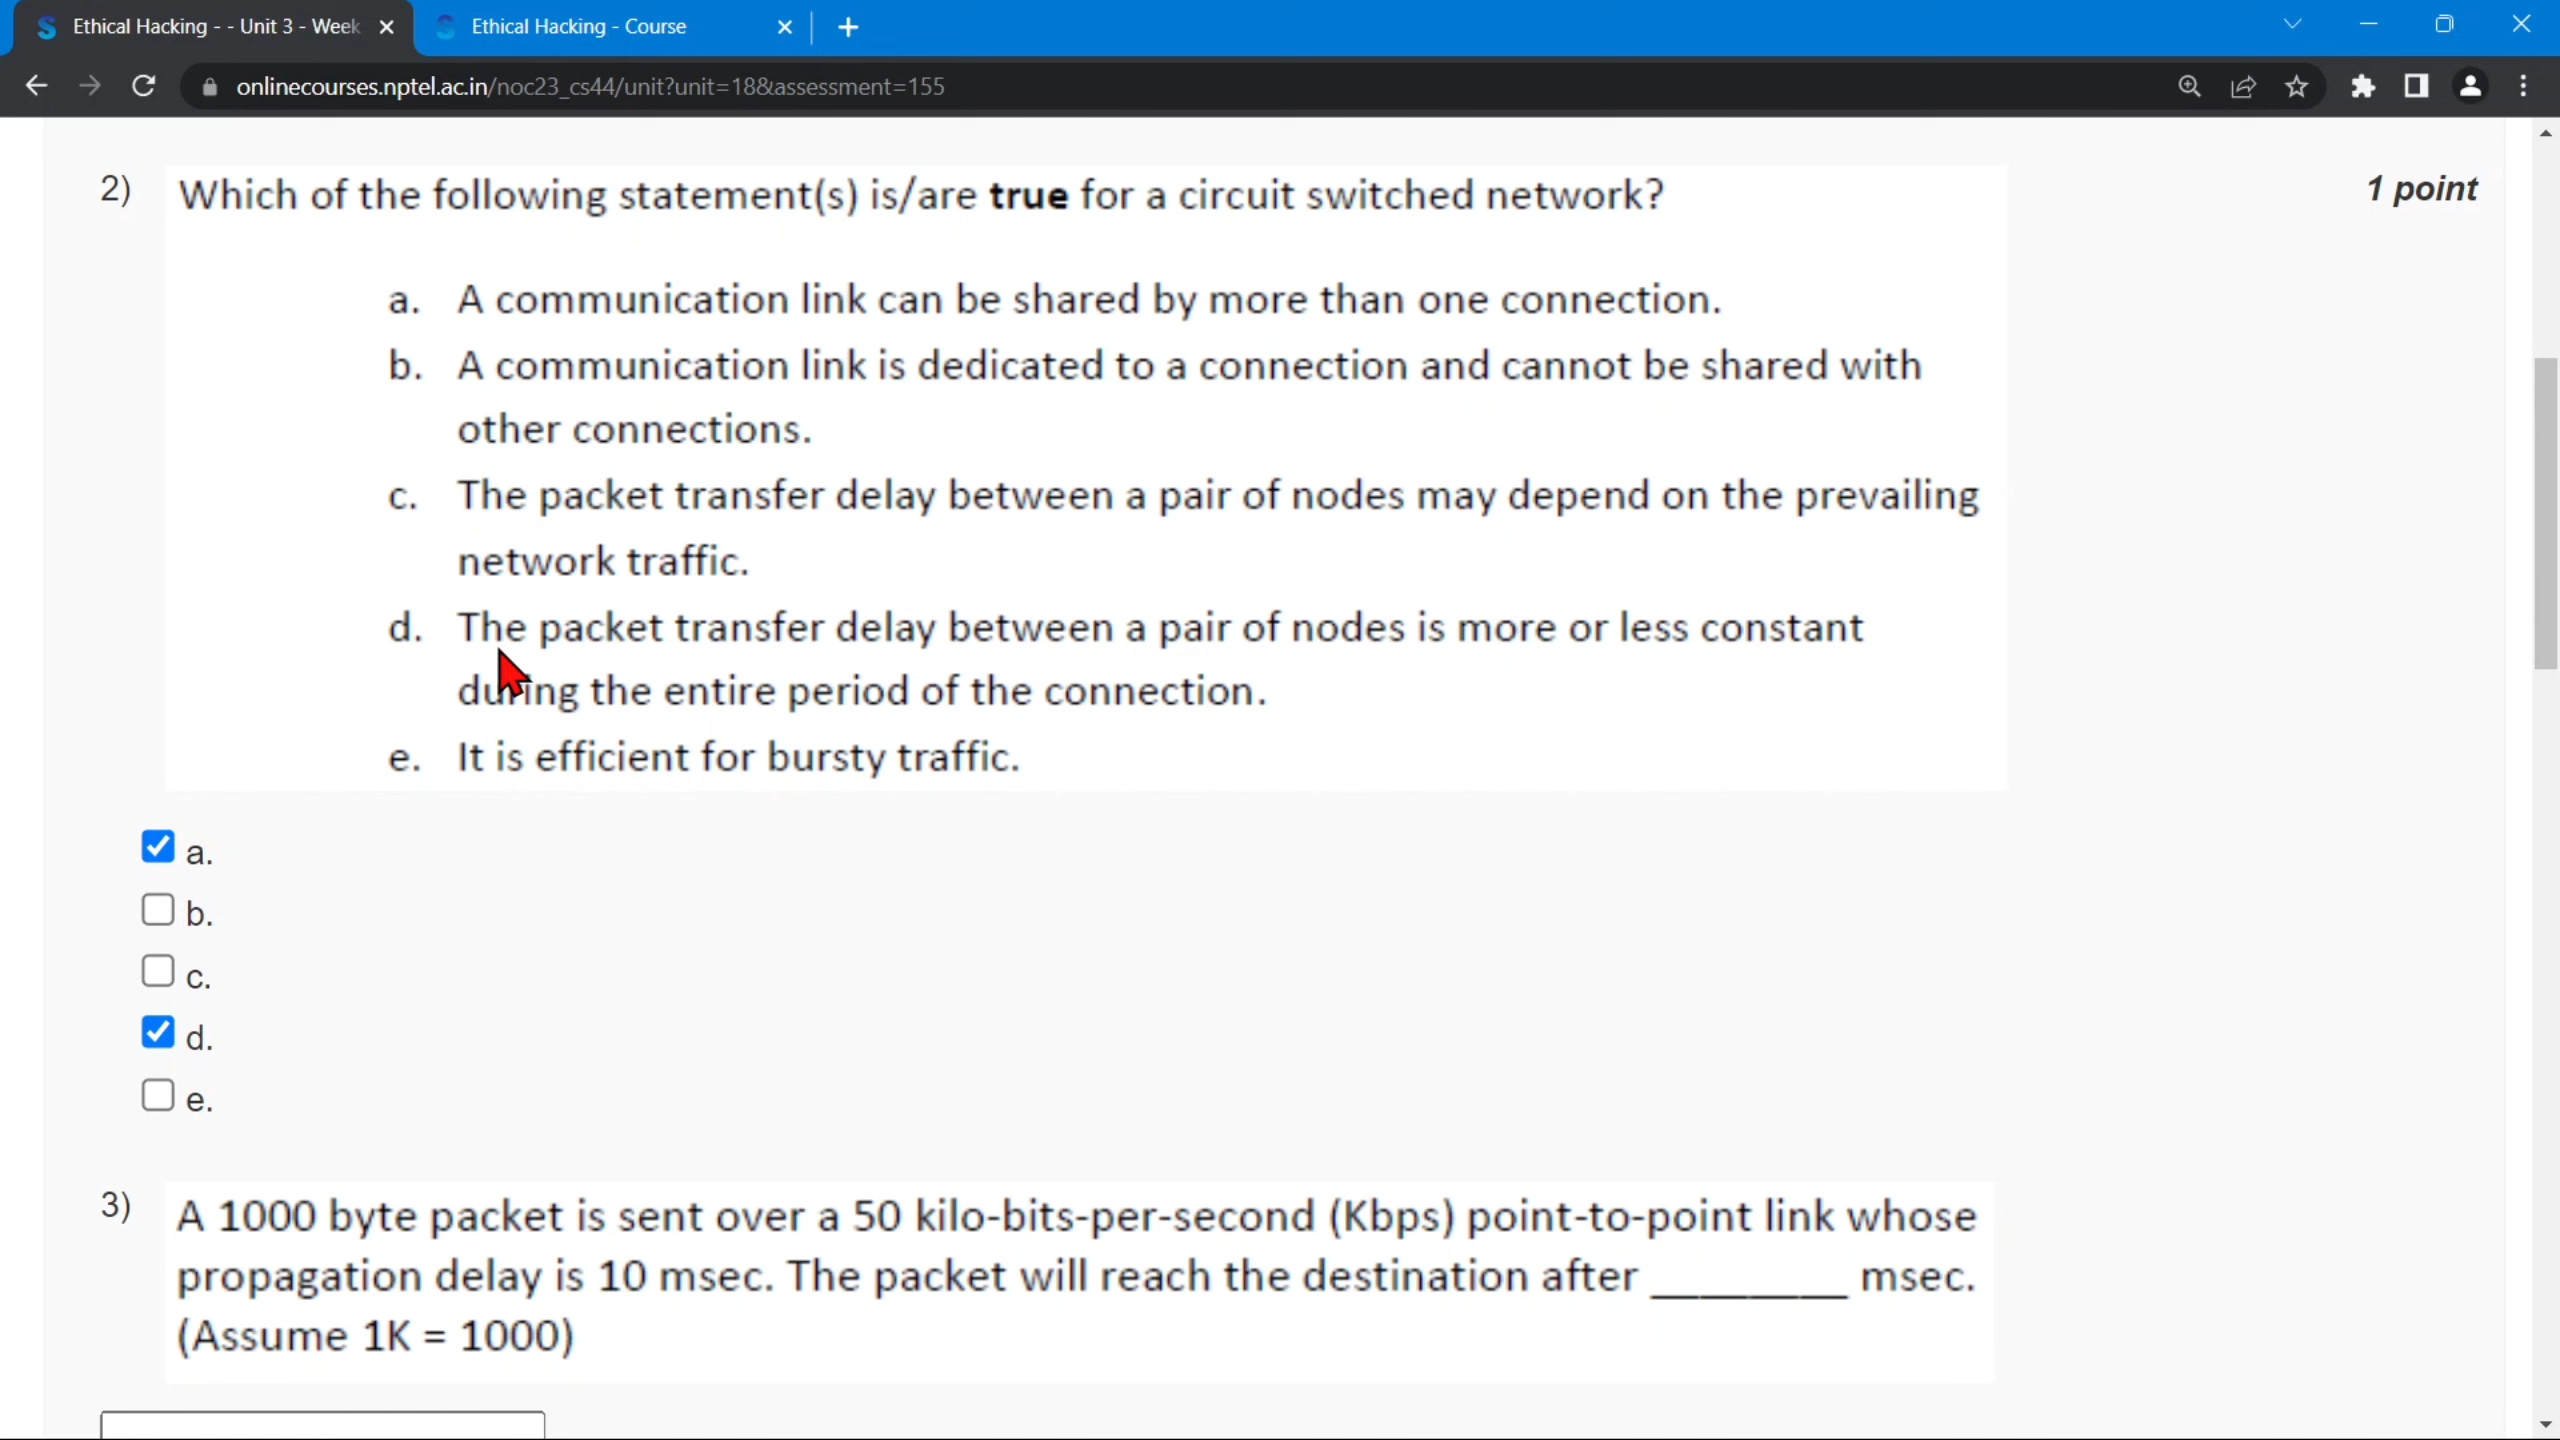 Ethical Hacking - - Unit 3 - Week
Ethical Hacking - Course
onlinecourses.nptel.ac.in/noc23_cs44/unit?unit=18&assessment=155
2) Which of the following statement(s) is/are true for a circuit switched network?
1 point
a. A communication link can be shared by more than one connection.
b. A communication link is dedicated to a connection and cannot be shared with
other connections.
c. The packet transfer delay between a pair of nodes may depend on the prevailing
network traffic.
d. The packet transfer delay between a pair of nodes is more or less constant
during the entire period of the connection.
e. It is efficient for bursty traffic.
a.
b.
c.
d.
e.
3) A 1000 byte packet is sent over a 50 kilo-bits-per-second (Kbps) point-to-point link whose
propagation delay is 10 msec. The packet will reach the destination after ________ msec.
(Assume 1K = 1000)